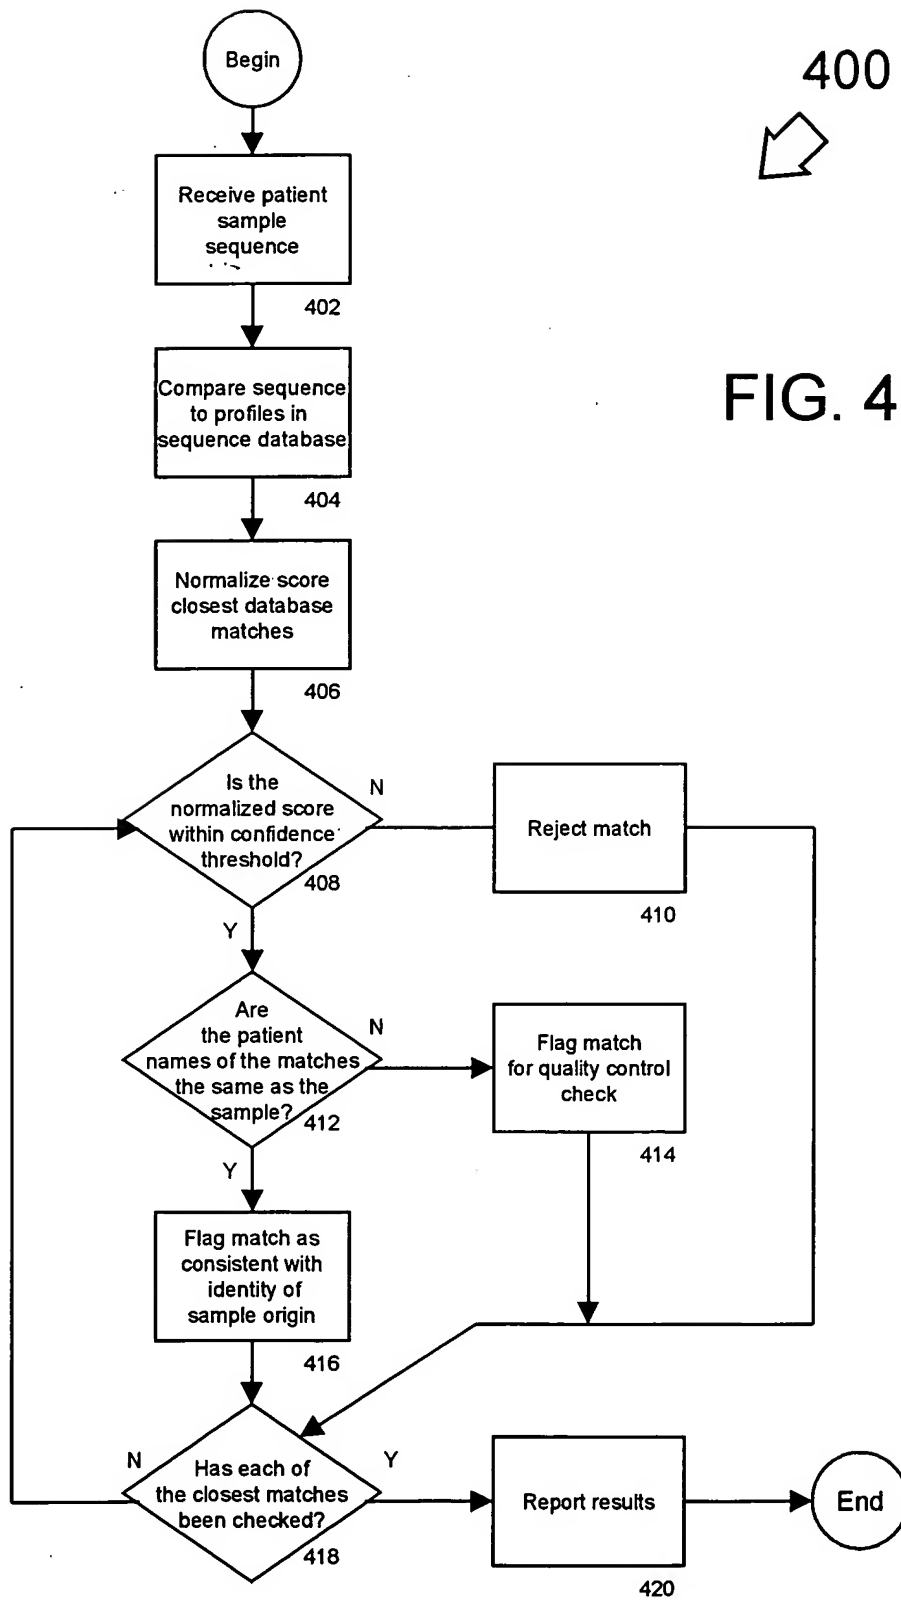 Begin
400
Receive patient
sample
sequence
402
Compare sequence
to profiles in
sequence database
404
FIG. 4
Normalize score
closest database
matches
406
Is the
normalized score
within confidence
threshold?
408
N
Reject match
410
Y
Are
the patient
names of the matches
the same as the
sample?
412
N
Flag match
for quality control
check
414
Y
Flag match as
consistent with
identity of
sample origin
416
N
Has each of
the closest matches
been checked?
418
Y
Report results
420
End